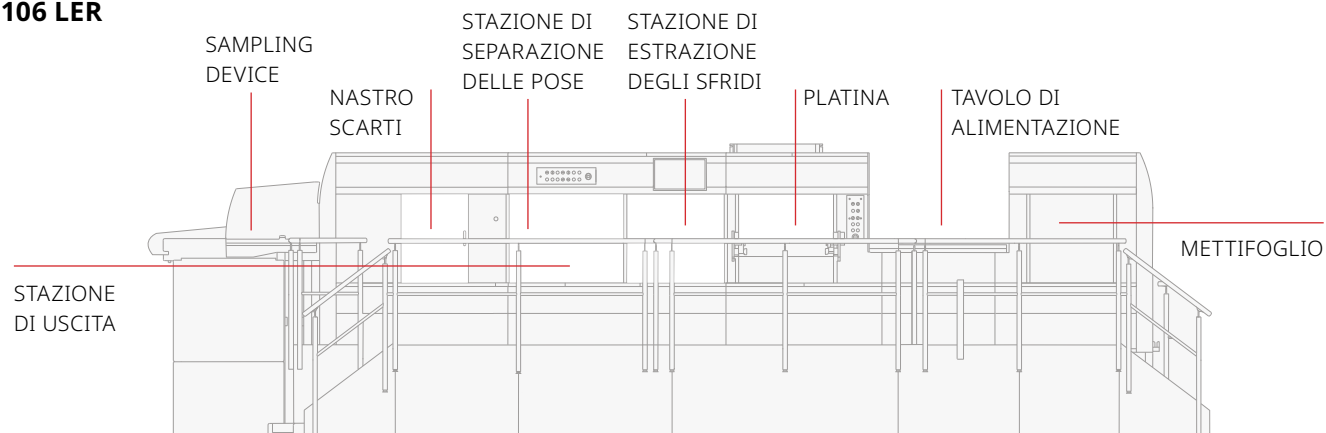 106 LER
SAMPLING
DEVICE
NASTRO
SCARTI
STAZIONE DI
SEPARAZIONE
DELLE POSE
STAZIONE DI
ESTRAZIONE
DEGLI SFRIDI
PLATINA
TAVOLO DI
ALIMENTAZIONE
METTIFOGLIO
STAZIONE
DI USCITA